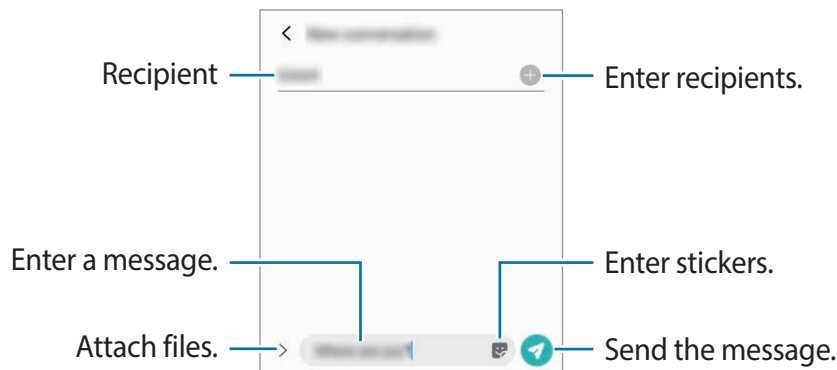 Recipient
Enter recipients.
Enter a message.
Enter stickers.
Attach files.
Send the message.